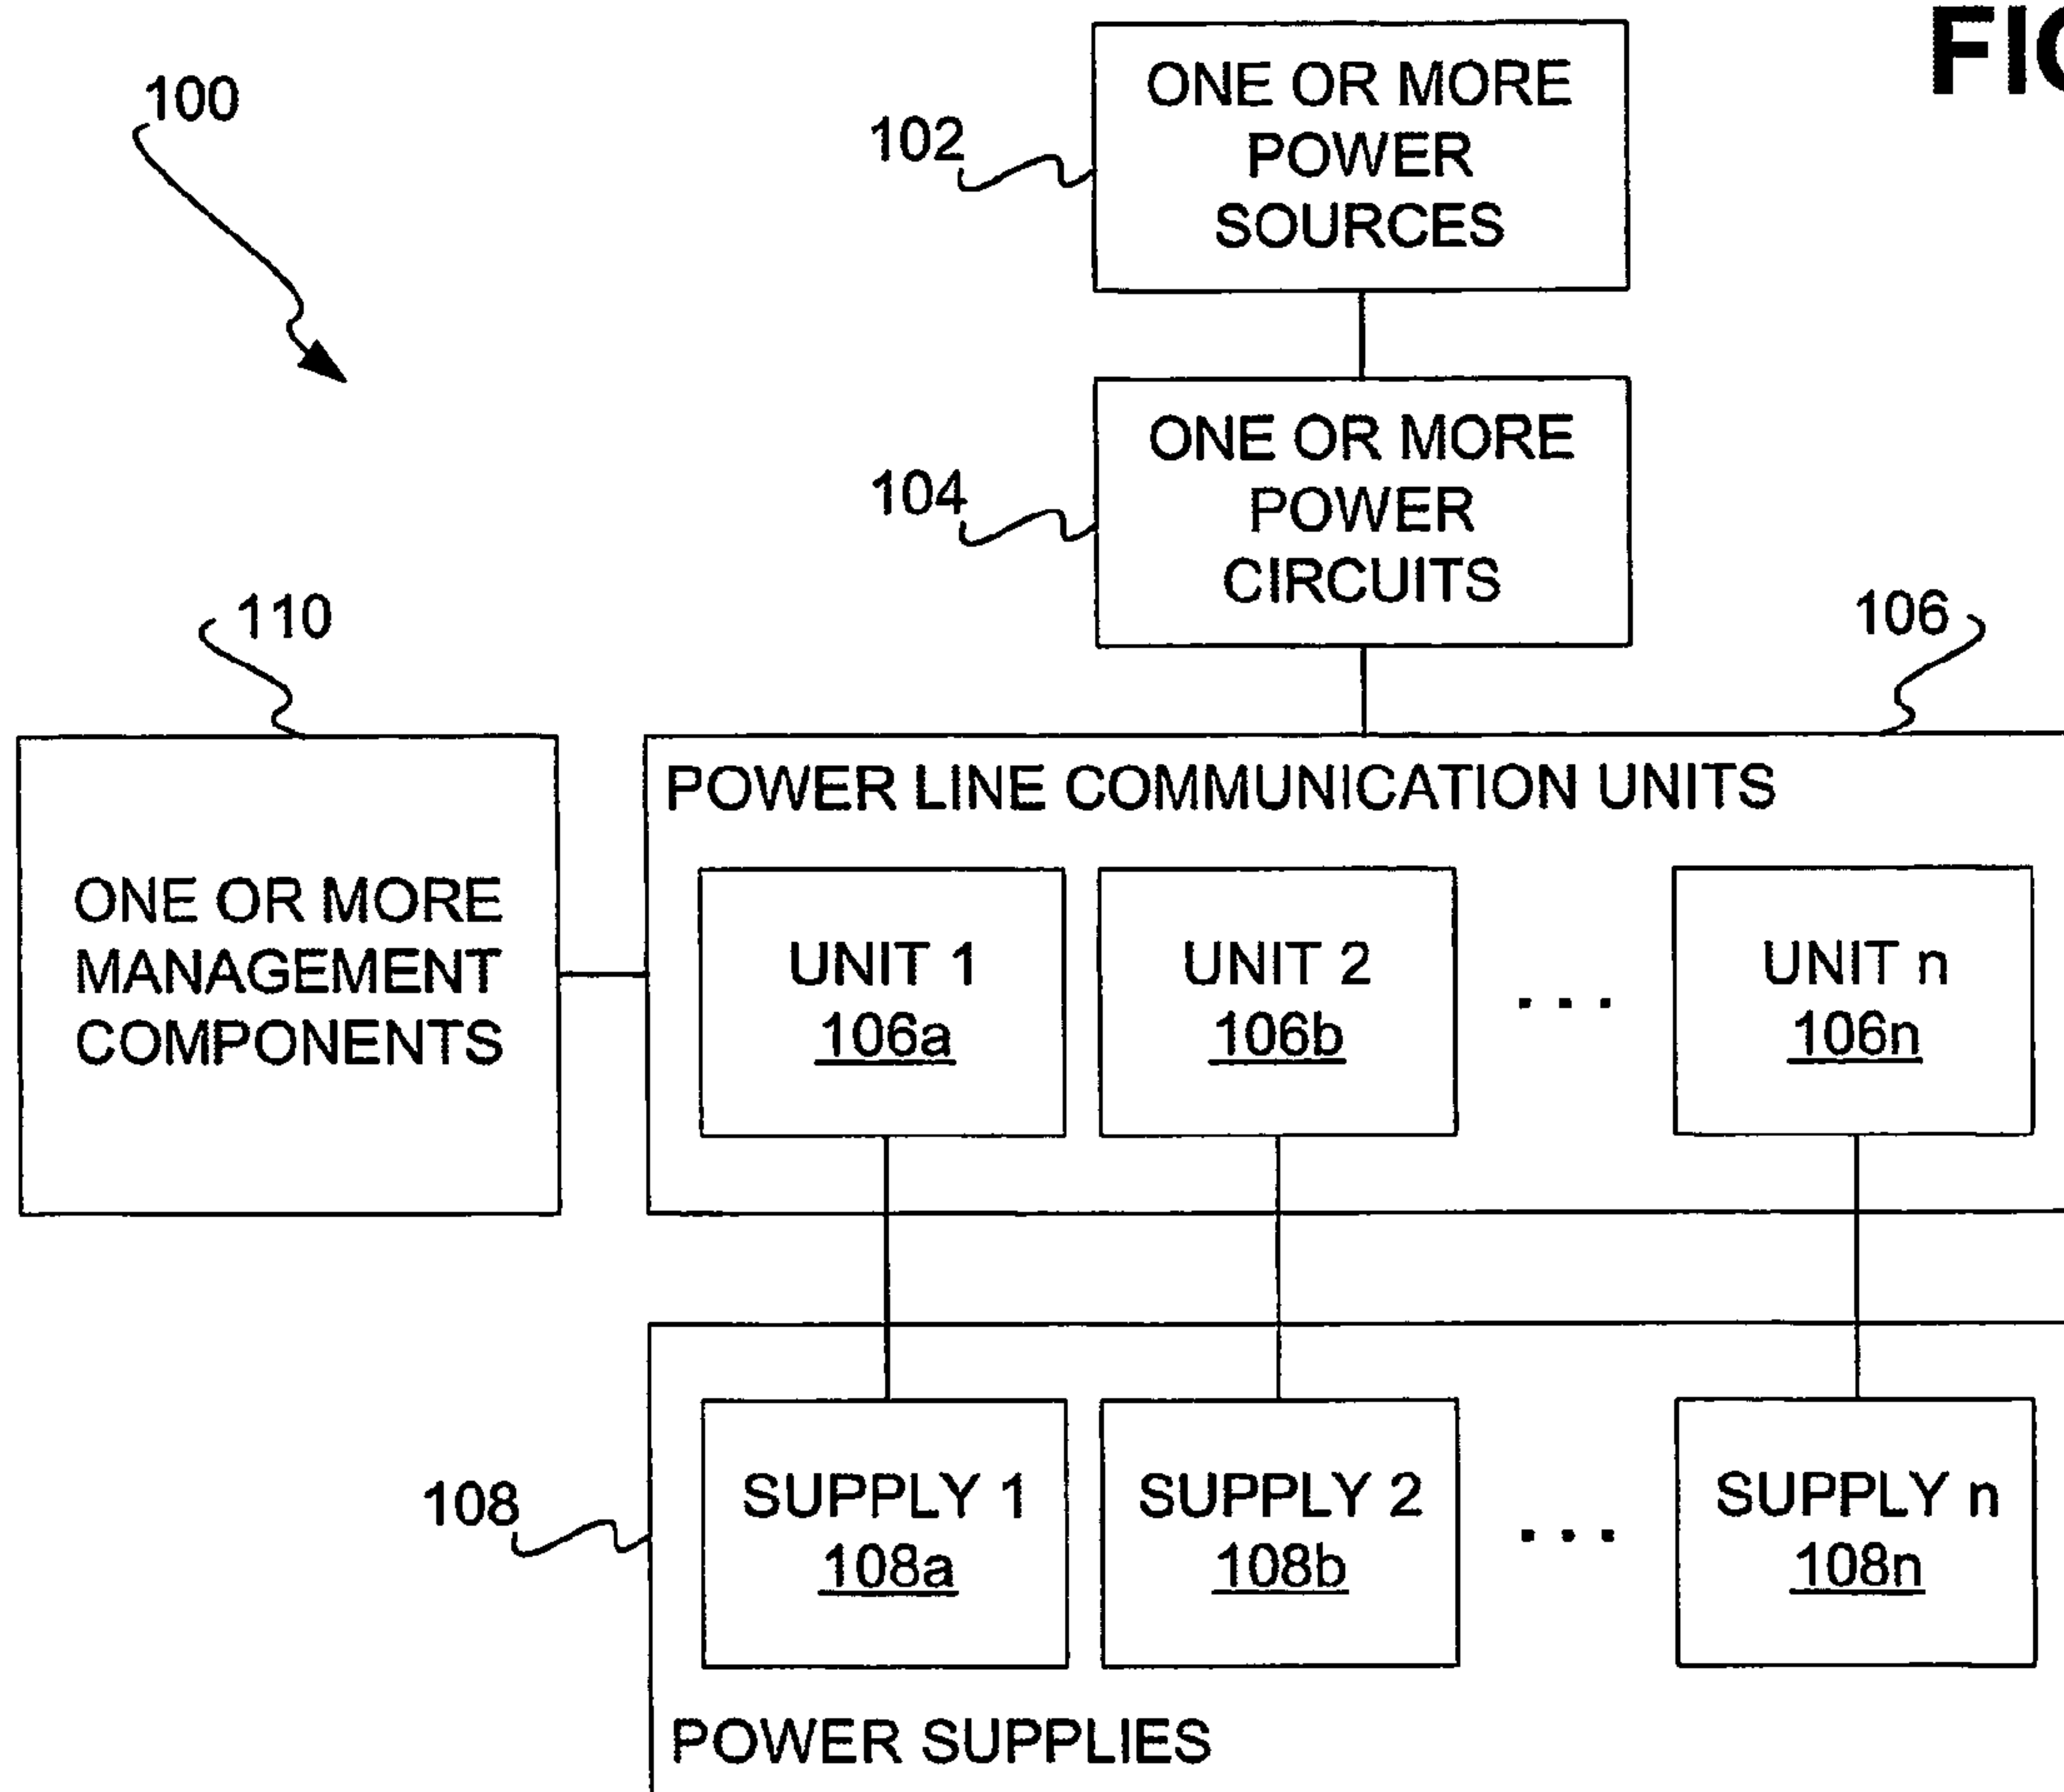 FIG
100
ONE OR MORE
POWER
SOURCES
102
ONE OR MORE
POWER
CIRCUITS
104
110
106
ONE OR MORE
MANAGEMENT
COMPONENTS
POWER LINE COMMUNICATION UNITS
UNIT 1
106a
UNIT 2
106b
...
UNIT n
106n
108
SUPPLY 1
108a
SUPPLY 2
108b
...
SUPPLY n
108n
POWER SUPPLIES